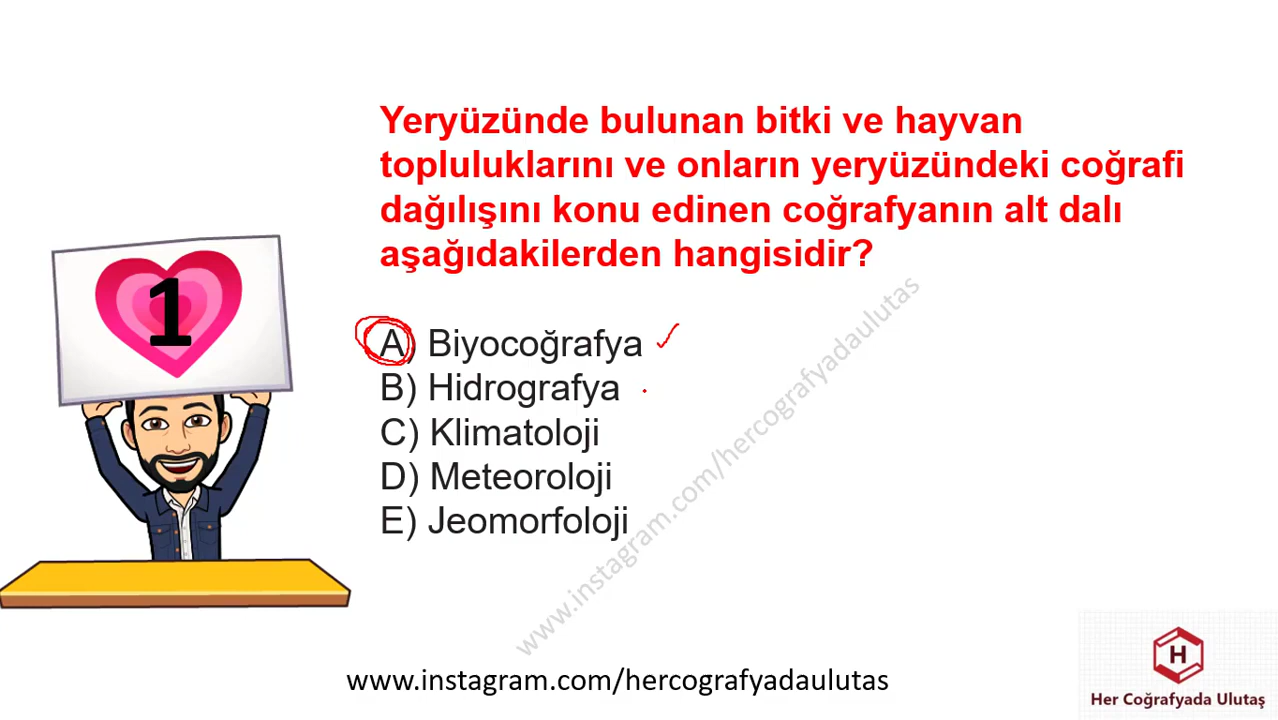 Yeryüzünde bulunan bitki ve hayvan
topluluklarını ve onların yeryüzündeki coğrafi
dağılışını konu edinen coğrafyanın alt dalı
aşağıdakilerden hangisidir?
1
A) Biyocoğrafya
B) Hidrografya
C) Klimatoloji
D) Meteoroloji
E) Jeomorfoloji
www.instagram.com/hercografyadaulutas
www.instagram.com/hercografyadaulutas
H
Her Coğrafyada Ulutaş